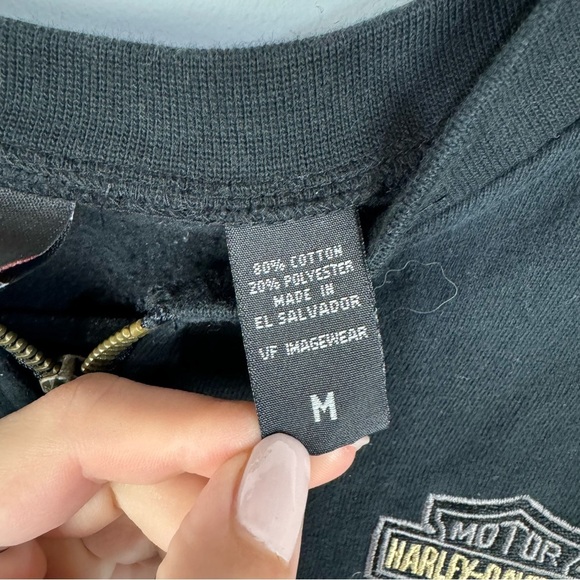 80% COTTON
20% POLYESTER
MADE IN
EL SALVADOR
VF IMAGEWEAR
M
MOTOR